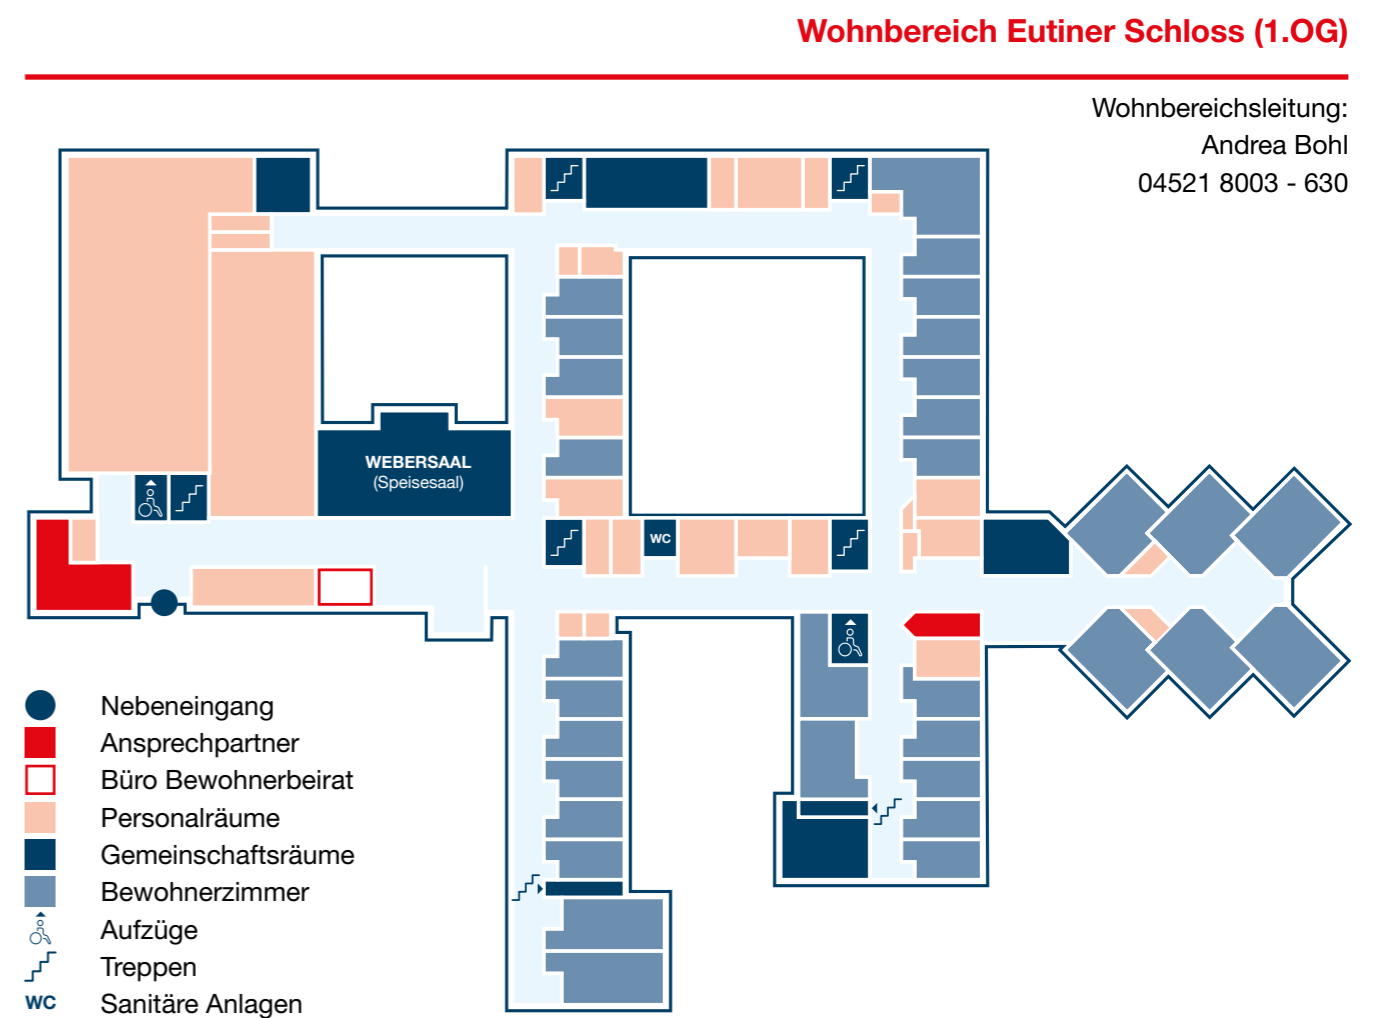 Wohnbereich Eutiner Schloss (1.OG)
Wohnbereichsleitung:
Andrea Bohl
04521 8003 - 630
WEBERSAAL
(Speisesaal)
WC
Nebeneingang
Ansprechpartner
Büro Bewohnerbeirat
Personalräume
Gemeinschaftsräume
Bewohnerzimmer
Aufzüge
Treppen
WC Sanitäre Anlagen